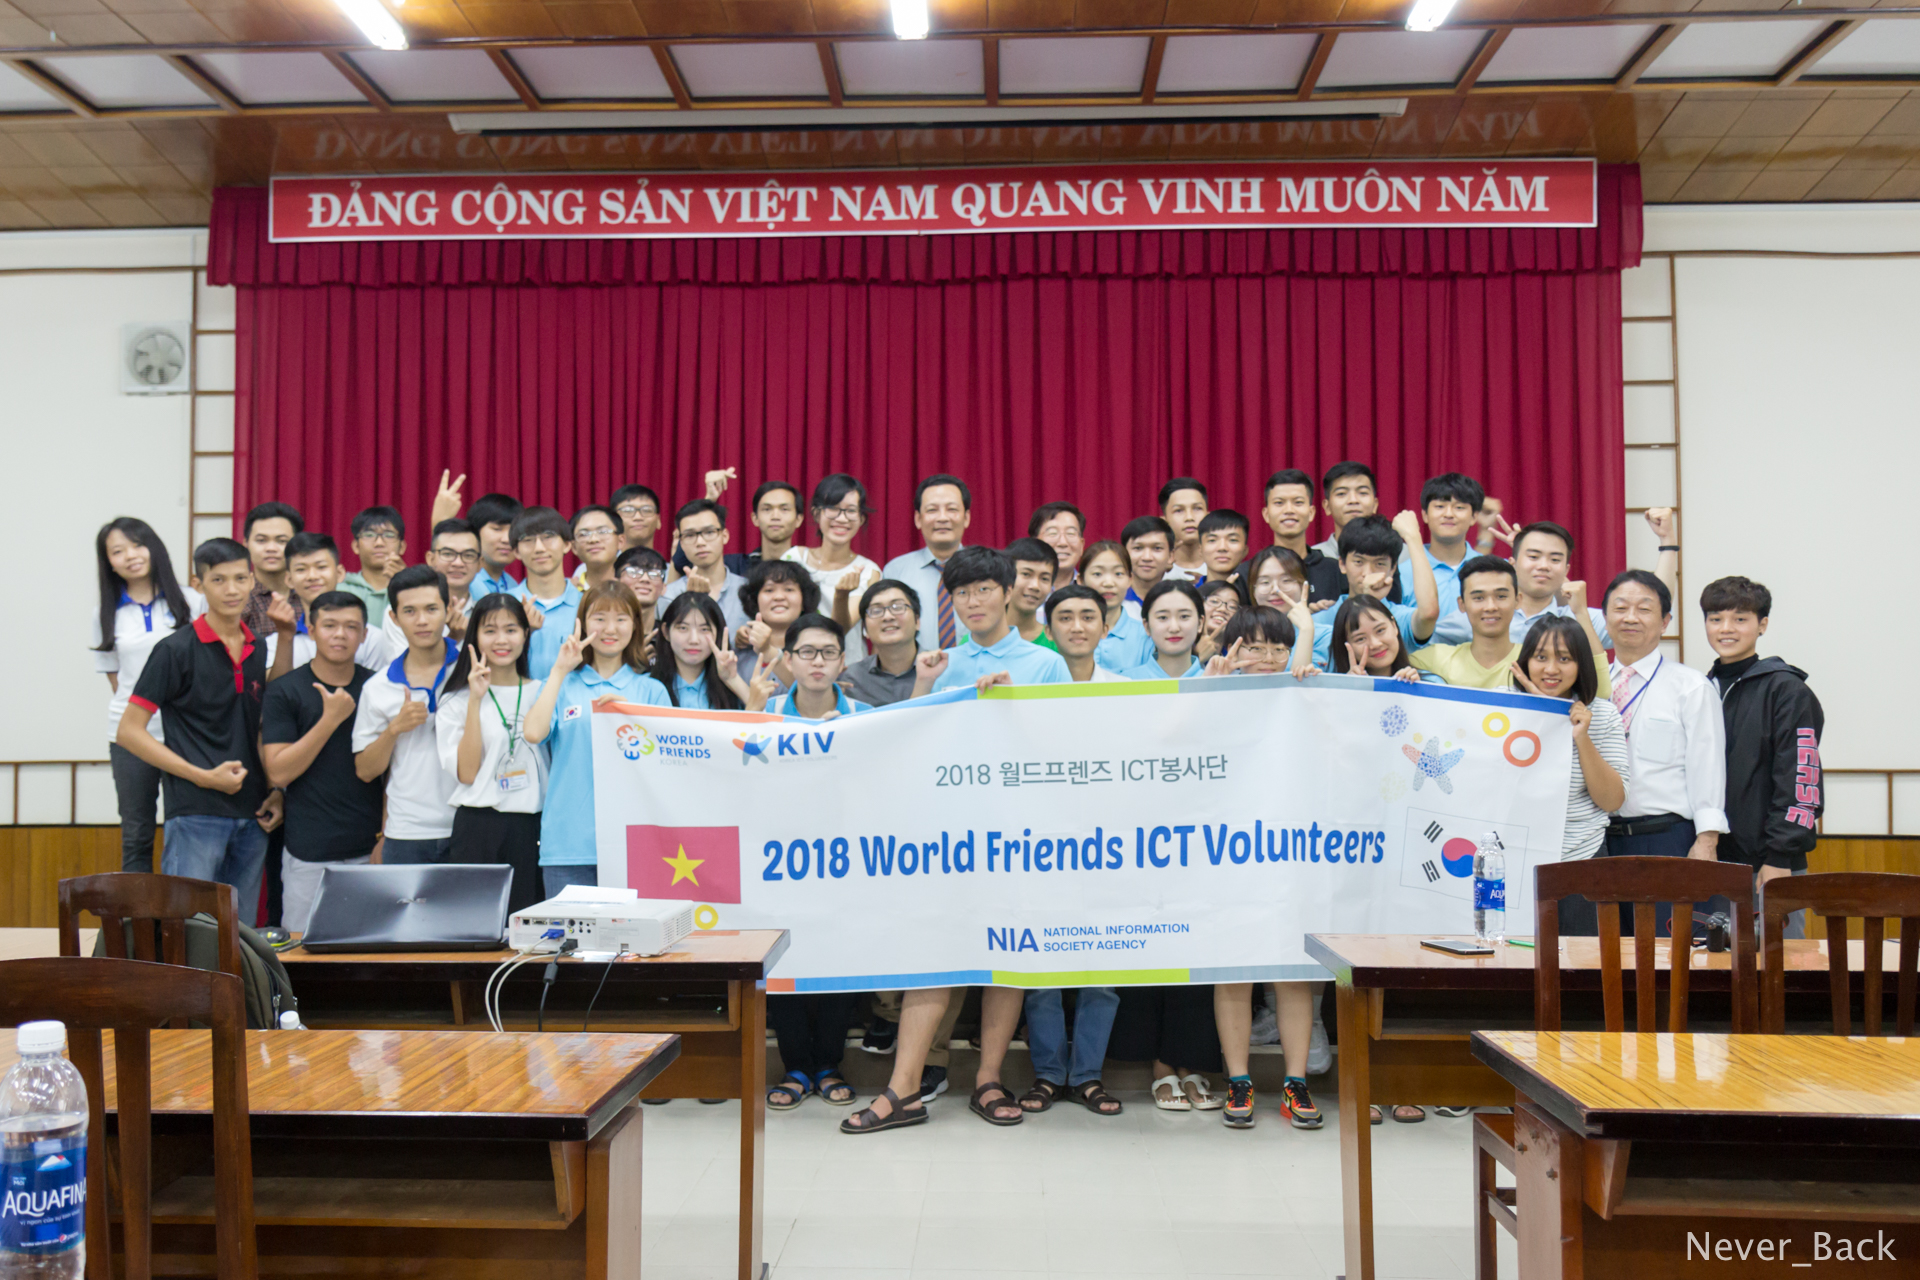 ĐẢNG CỘNG SẢN VIỆT NAM QUANG VINH MUÔN NĂM
WORLD
FRIENDS
KOREA
KIV
2018 월드프렌즈 ICT봉사단
2018 World Friends ICT Volunteers
NIA NATIONAL INFORMATION
SOCIETY AGENCY
AQUAFINA
Never_Back